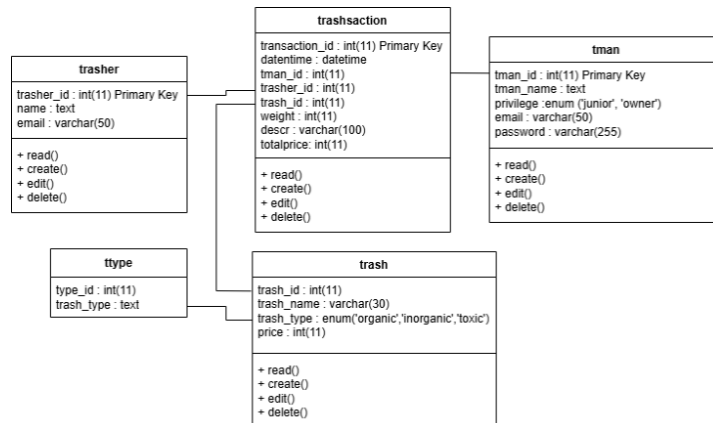 trashsaction
transaction_id : int(11) Primary Key
datentime : datetime
tman_id : int(11)
trasher_id : int(11)
trash_id : int(11)
weight : int(11)
descr : varchar(100)
totalprice: int(11)
+ read()
+ create()
+ edit()
+ delete()
trasher
trasher_id : int(11) Primary Key
name : text
email : varchar(50)
+ read()
+ create()
+ edit()
+ delete()
tman
tman_id : int(11) Primary Key
tman_name : text
privilege :enum ('junior', 'owner')
email : varchar(50)
password : varchar(255)
+ read()
+ create()
+ edit()
+ delete()
ttype
type_id : int(11)
trash_type : text
trash
trash_id : int(11)
trash_name : varchar(30)
trash_type : enum('organic','inorganic','toxic')
price : int(11)
+ read()
+ create()
+ edit()
+ delete()